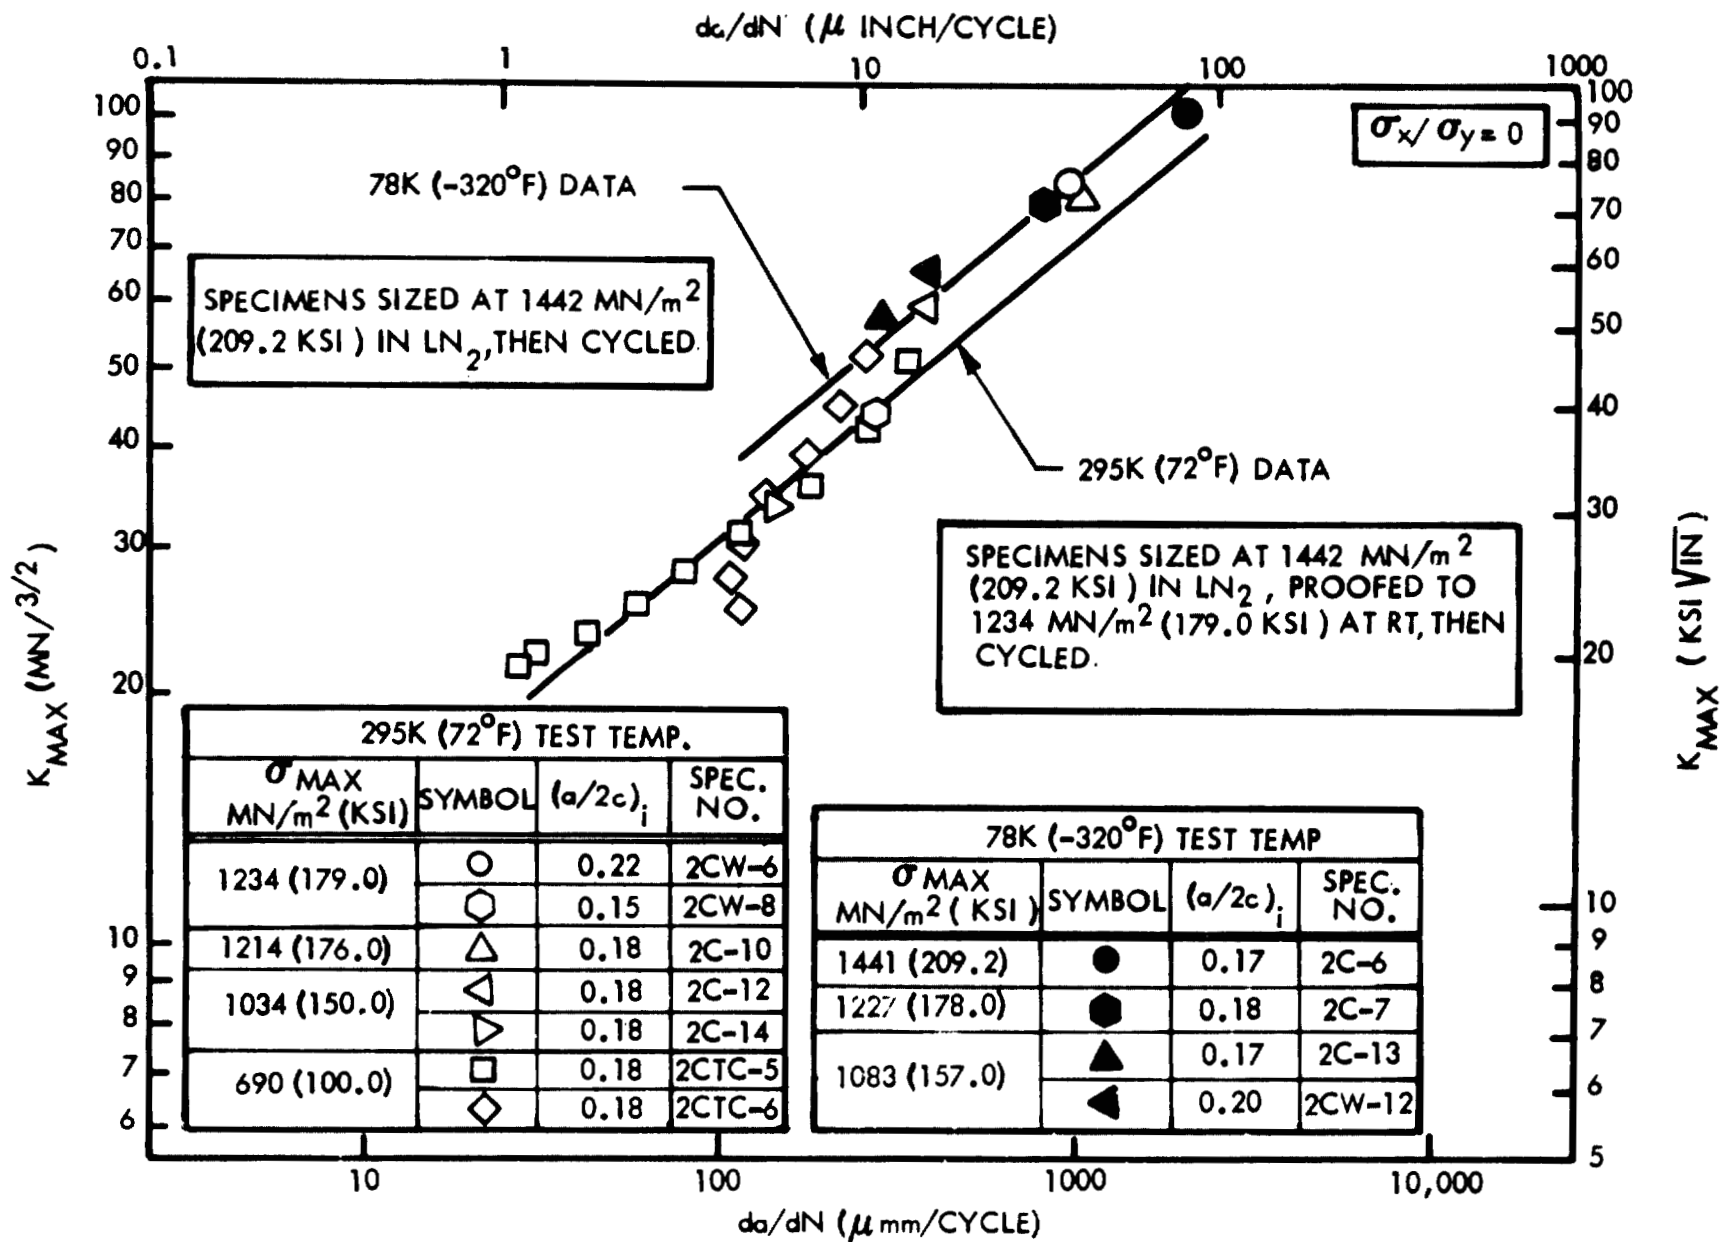 da/dN (μ INCH/CYCLE)
0.1 1 10 100 1000
100
90
80
70
60
50
40
30
20
10
9
8
7
6
K MAX (MN/3/2)
100
90
80
70
60
50
40
30
20
10
9
8
7
6
5
K MAX (KSI √IN)
σx/σy = 0
78K (-320°F) DATA
SPECIMENS SIZED AT 1442 MN/m²
(209.2 KSI) IN LN₂, THEN CYCLED.
295K (72°F) DATA
SPECIMENS SIZED AT 1442 MN/m²
(209.2 KSI) IN LN₂, PROOFED TO
1234 MN/m² (179.0 KSI) AT RT, THEN
CYCLED.
295K (72°F) TEST TEMP.
σ MAX MN/m² (KSI) SYMBOL (a/2c)i SPEC. NO.
1234 (179.0) 0.22 2CW-6
0.15 2CW-8
1214 (176.0) 0.18 2C-10
1034 (150.0) 0.18 2C-12
0.18 2C-14
690 (100.0) 0.18 2CTC-5
0.18 2CTC-6
78K (-320°F) TEST TEMP
σ MAX MN/m² (KSI) SYMBOL (a/2c)i SPEC. NO.
1441 (209.2) 0.17 2C-6
1227 (178.0) 0.18 2C-7
1083 (157.0) 0.17 2C-13
0.20 2CW-12
10 100 1000 10,000
da/dN (μmm/CYCLE)